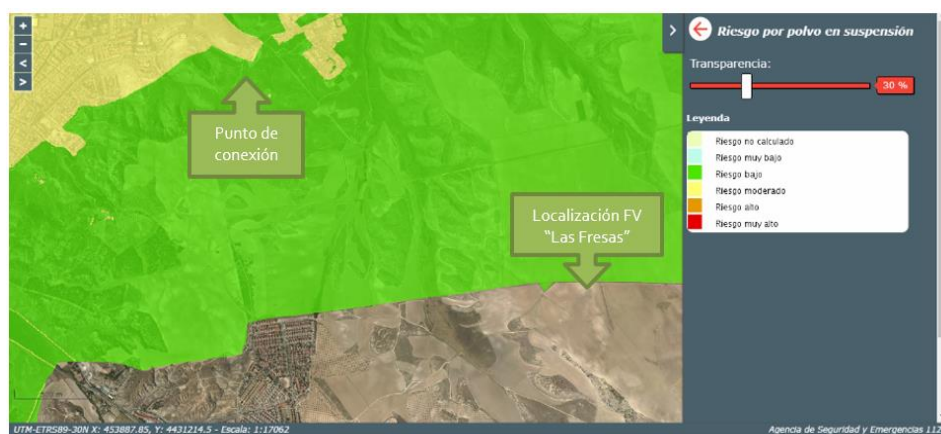 +
−
<
>
>
Punto de
conexión
Localización FV
"Las Fresas"
Riesgo por polvo en suspensión
Transparencia:
30 %
Leyenda
Riesgo no calculado
Riesgo muy bajo
Riesgo bajo
Riesgo moderado
Riesgo alto
Riesgo muy alto
UTM-ETRS89-30N X: 453887.85, Y: 4431214.5 - Escala: 1:17062
Agencia de Seguridad y Emergencias 112